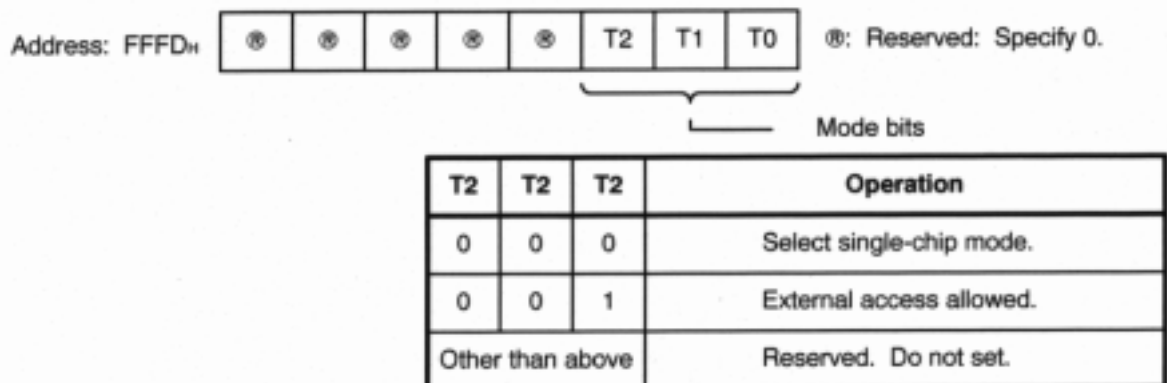 Address: FFFDH ® ® ® ® ® T2 T1 T0 ®: Reserved: Specify 0.
Mode bits
T2 T2 T2 Operation
0 0 0 Select single-chip mode.
0 0 1 External access allowed.
Other than above Reserved. Do not set.